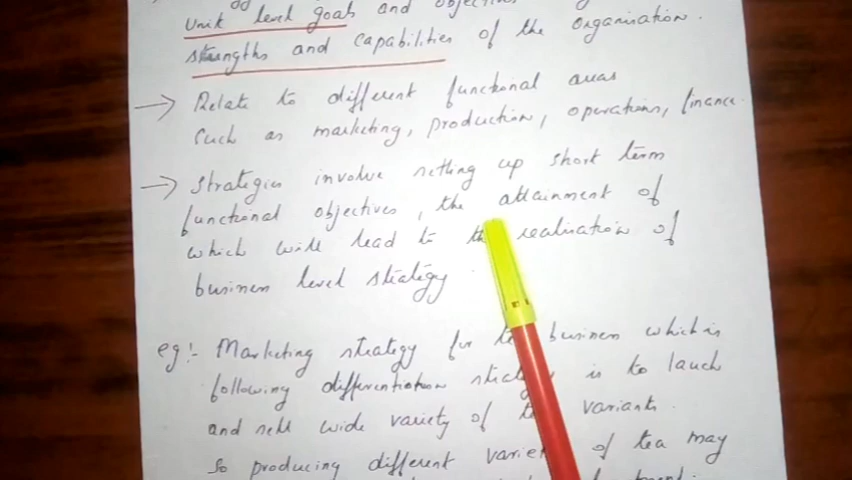 Unit level goals and
strengths and capabilities of the organisation.
→ Relate to different functional areas
such as marketing, production, operations, finance.
→ Strategies involve setting up short term
functional objectives, the attainment of
which will lead to the realisation of
business level strategy.
eg:- Marketing strategy for business which is
following differentiation is to lauch
and sell wide variety of variants.
so producing different of tea may